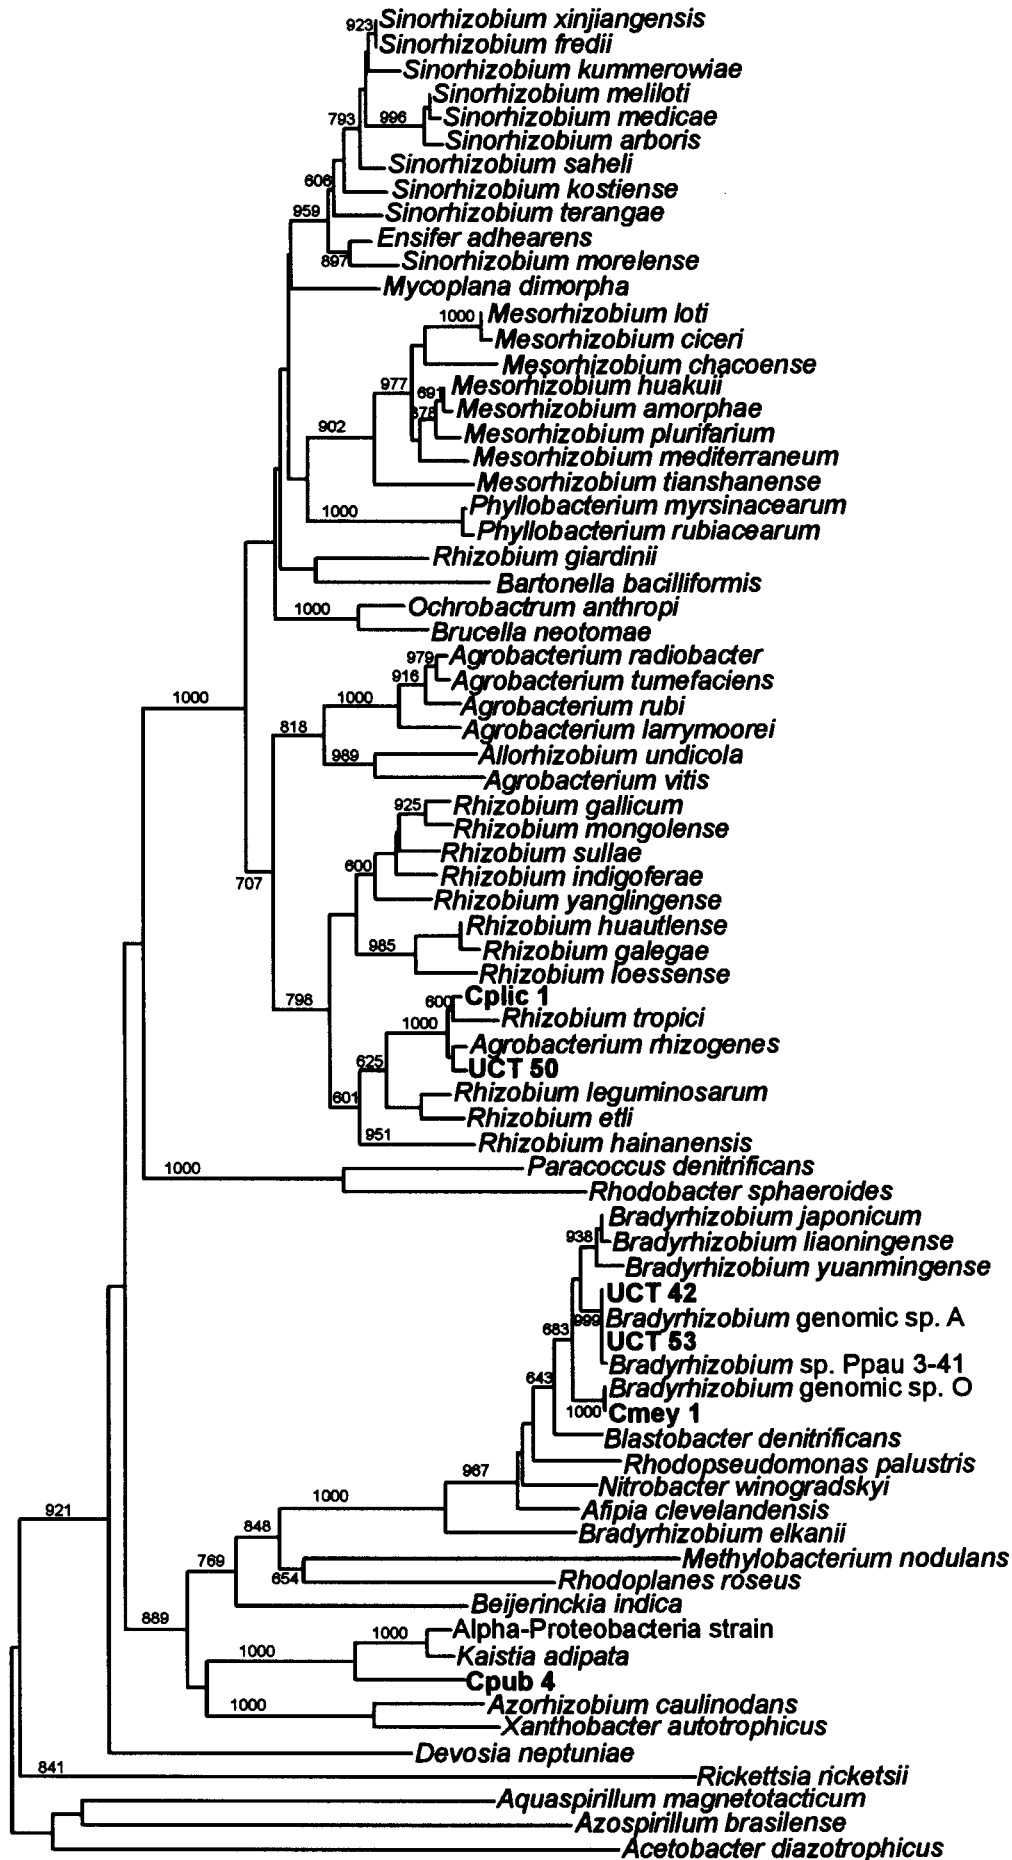 923 Sinorhizobium xinjiangensis
Sinorhizobium fredii
Sinorhizobium kummerowiae
Sinorhizobium meliloti
793 996 Sinorhizobium medicae
Sinorhizobium arboris
Sinorhizobium saheli
606 Sinorhizobium kostiense
959 Sinorhizobium terangae
Ensifer adhearens
897 Sinorhizobium morelense
Mycoplana dimorpha
1000 Mesorhizobium loti
Mesorhizobium ciceri
Mesorhizobium chacoense
977 691 Mesorhizobium huakuii
878 Mesorhizobium amorphae
902 Mesorhizobium plurifarium
Mesorhizobium mediterraneum
Mesorhizobium tianshanense
1000 Phyllobacterium myrsinacearum
Phyllobacterium rubiacearum
Rhizobium giardinii
Bartonella bacilliformis
1000 Ochrobactrum anthropi
Brucella neotomae
979 Agrobacterium radiobacter
916 Agrobacterium tumefaciens
1000 1000 Agrobacterium rubi
818 Agrobacterium larrymoorei
989 Allorhizobium undicola
Agrobacterium vitis
925 Rhizobium gallicum
Rhizobium mongolense
Rhizobium sullae
707 600 Rhizobium indigoferae
Rhizobium yanglingense
Rhizobium huautlense
985 Rhizobium galegae
Rhizobium loessense
798 600 Cplic 1
1000 Rhizobium tropici
Agrobacterium rhizogenes
625 UCT 50
601 Rhizobium leguminosarum
Rhizobium etli
951 Rhizobium hainanensis
1000 Paracoccus denitrificans
Rhodobacter sphaeroides
Bradyrhizobium japonicum
938 Bradyrhizobium liaoningense
Bradyrhizobium yuanmingense
UCT 42
999 Bradyrhizobium genomic sp. A
683 UCT 53
Bradyrhizobium sp. Ppau 3-41
643 Bradyrhizobium genomic sp. O
1000 Cmey 1
Blastobacter denitrificans
Rhodopseudomonas palustris
967 Nitrobacter winogradskyi
1000 Afipia clevelandensis
921 848 Bradyrhizobium elkanii
769 Methylobacterium nodulans
654 Rhodoplanes roseus
Beijerinckia indica
889 1000 Alpha-Proteobacteria strain
1000 Kaistia adipata
Cpub 4
1000 Azorhizobium caulinodans
Xanthobacter autotrophicus
Devosia neptuniae
841 Rickettsia ricketsii
Aquaspirillum magnetotacticum
Azospirillum brasilense
Acetobacter diazotrophicus